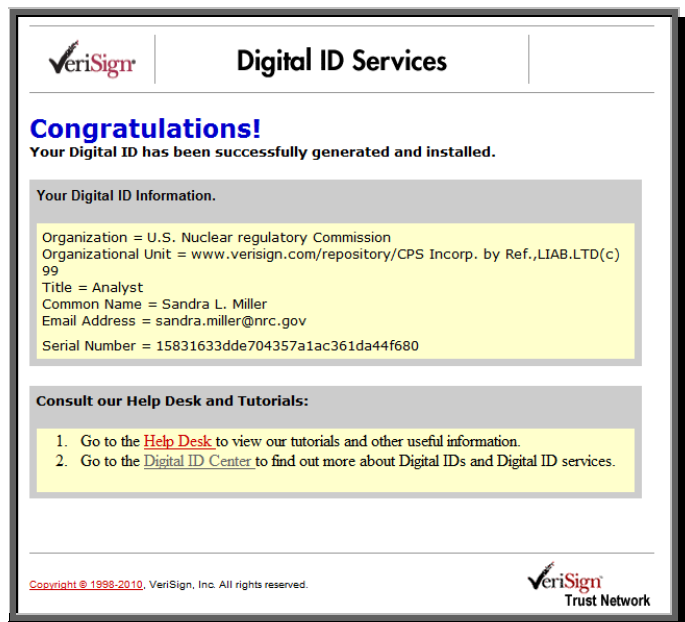 VeriSign
Digital ID Services
Congratulations!
Your Digital ID has been successfully generated and installed.
Your Digital ID Information.
Organization = U.S. Nuclear regulatory Commission
Organizational Unit = www.verisign.com/repository/CPS Incorp. by Ref.,LIAB.LTD(c)
99
Title = Analyst
Common Name = Sandra L. Miller
Email Address = sandra.miller@nrc.gov
Serial Number = 15831633dde704357a1ac361da44f680
Consult our Help Desk and Tutorials:
1. Go to the Help Desk to view our tutorials and other useful information.
2. Go to the Digital ID Center to find out more about Digital IDs and Digital ID services.
Copyright © 1998-2010, VeriSign, Inc. All rights reserved.
VeriSign
Trust Network